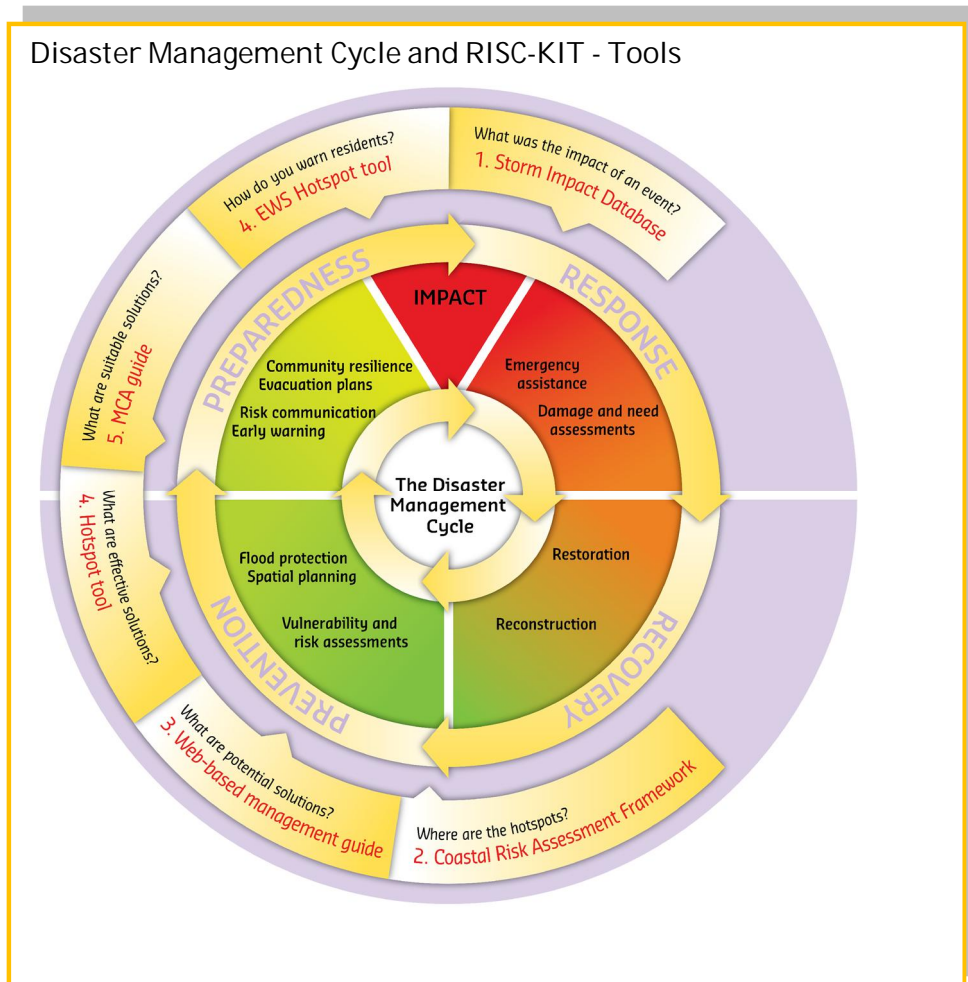 Disaster Management Cycle and RISC-KIT - Tools
What was the impact of an event?
1. Storm Impact Database
How do you warn residents?
4. EWS Hotspot tool
What are suitable solutions?
5. MCA guide
What are effective solutions?
4. Hotspot tool
What are potential solutions?
3. Web-based management guide
Where are the hotspots?
2. Coastal Risk Assessment Framework
PREPAREDNESS
RESPONSE
RECOVERY
PREVENTION
IMPACT
Community resilience
Evacuation plans
Risk communication
Early warning
Emergency
assistance
Damage and need
assessments
The Disaster
Management
Cycle
Flood protection
Spatial planning
Vulnerability and
risk assessments
Restoration
Reconstruction